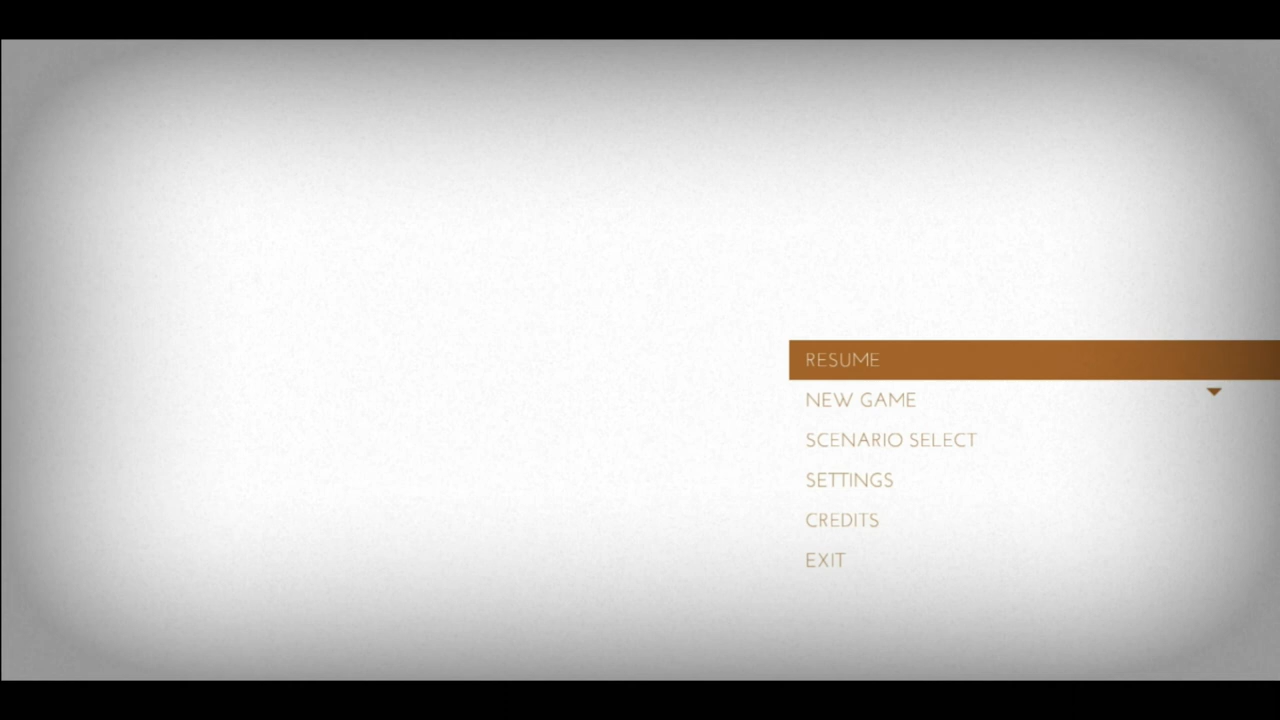 RESUME
NEW GAME
SCENARIO SELECT
SETTINGS
CREDITS
EXIT